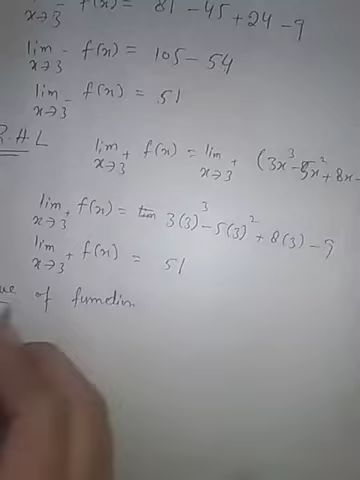 lim x→3⁻ f(x) = 81 - 45 + 24 - 9
lim x→3⁻ f(x) = 105 - 54
lim x→3⁻ f(x) = 51
R.H.L lim x→3⁺ f(x) = lim x→3⁺ (3x³ - 5x² + 8x -
lim x→3⁺ f(x) = 3(3)³ - 5(3)² + 8(3) - 9
lim x→3⁺ f(x) = 51
of function.